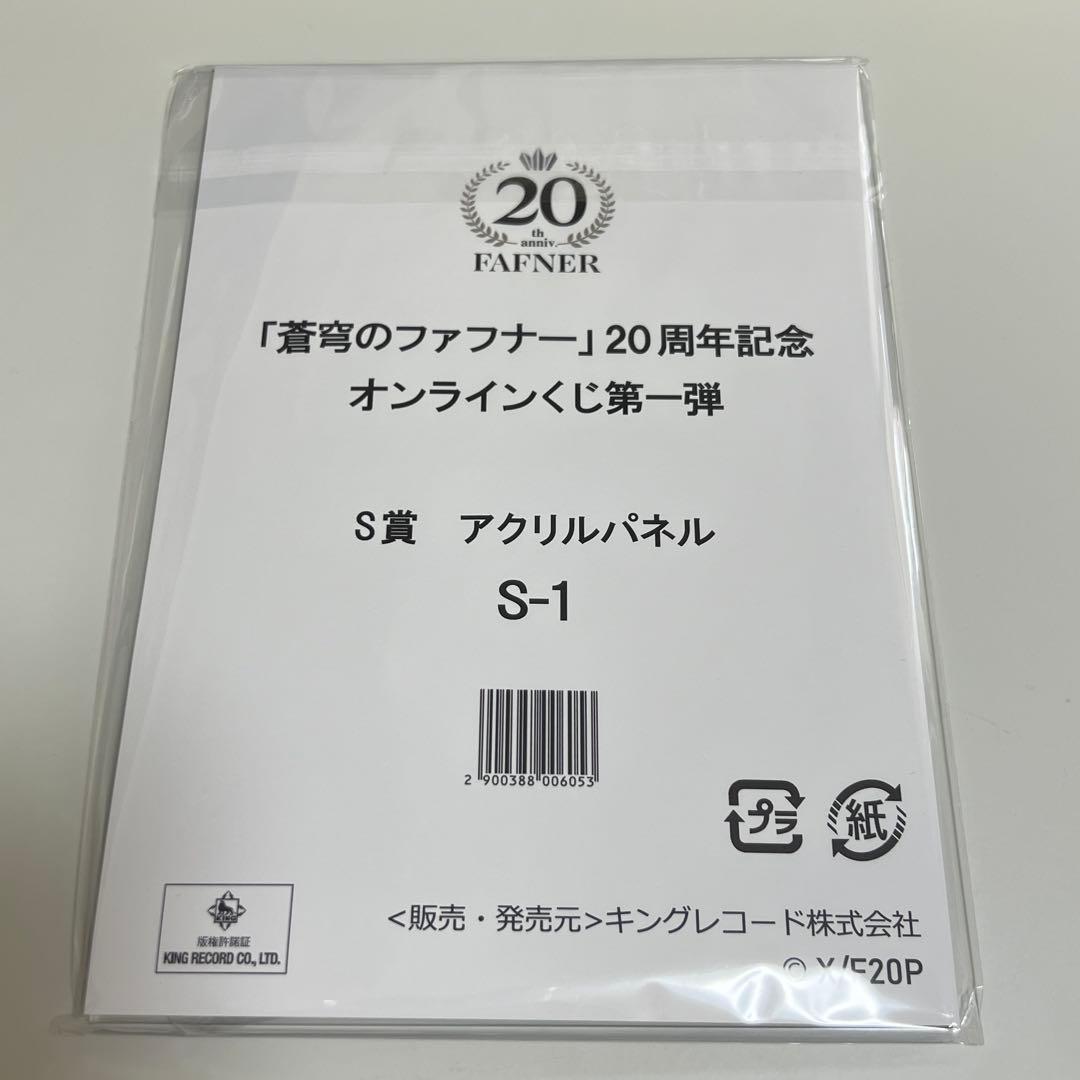 20
th
anniv.
FAFNER
「蒼穹のファフナー」20周年記念
オンラインくじ第一弾
S賞　アクリルパネル
S-1
2 900388 006053
プラ
紙
KING
版権許諾証
KING RECORD CO., LTD.
<販売・発売元>キングレコード株式会社
© X/F20P